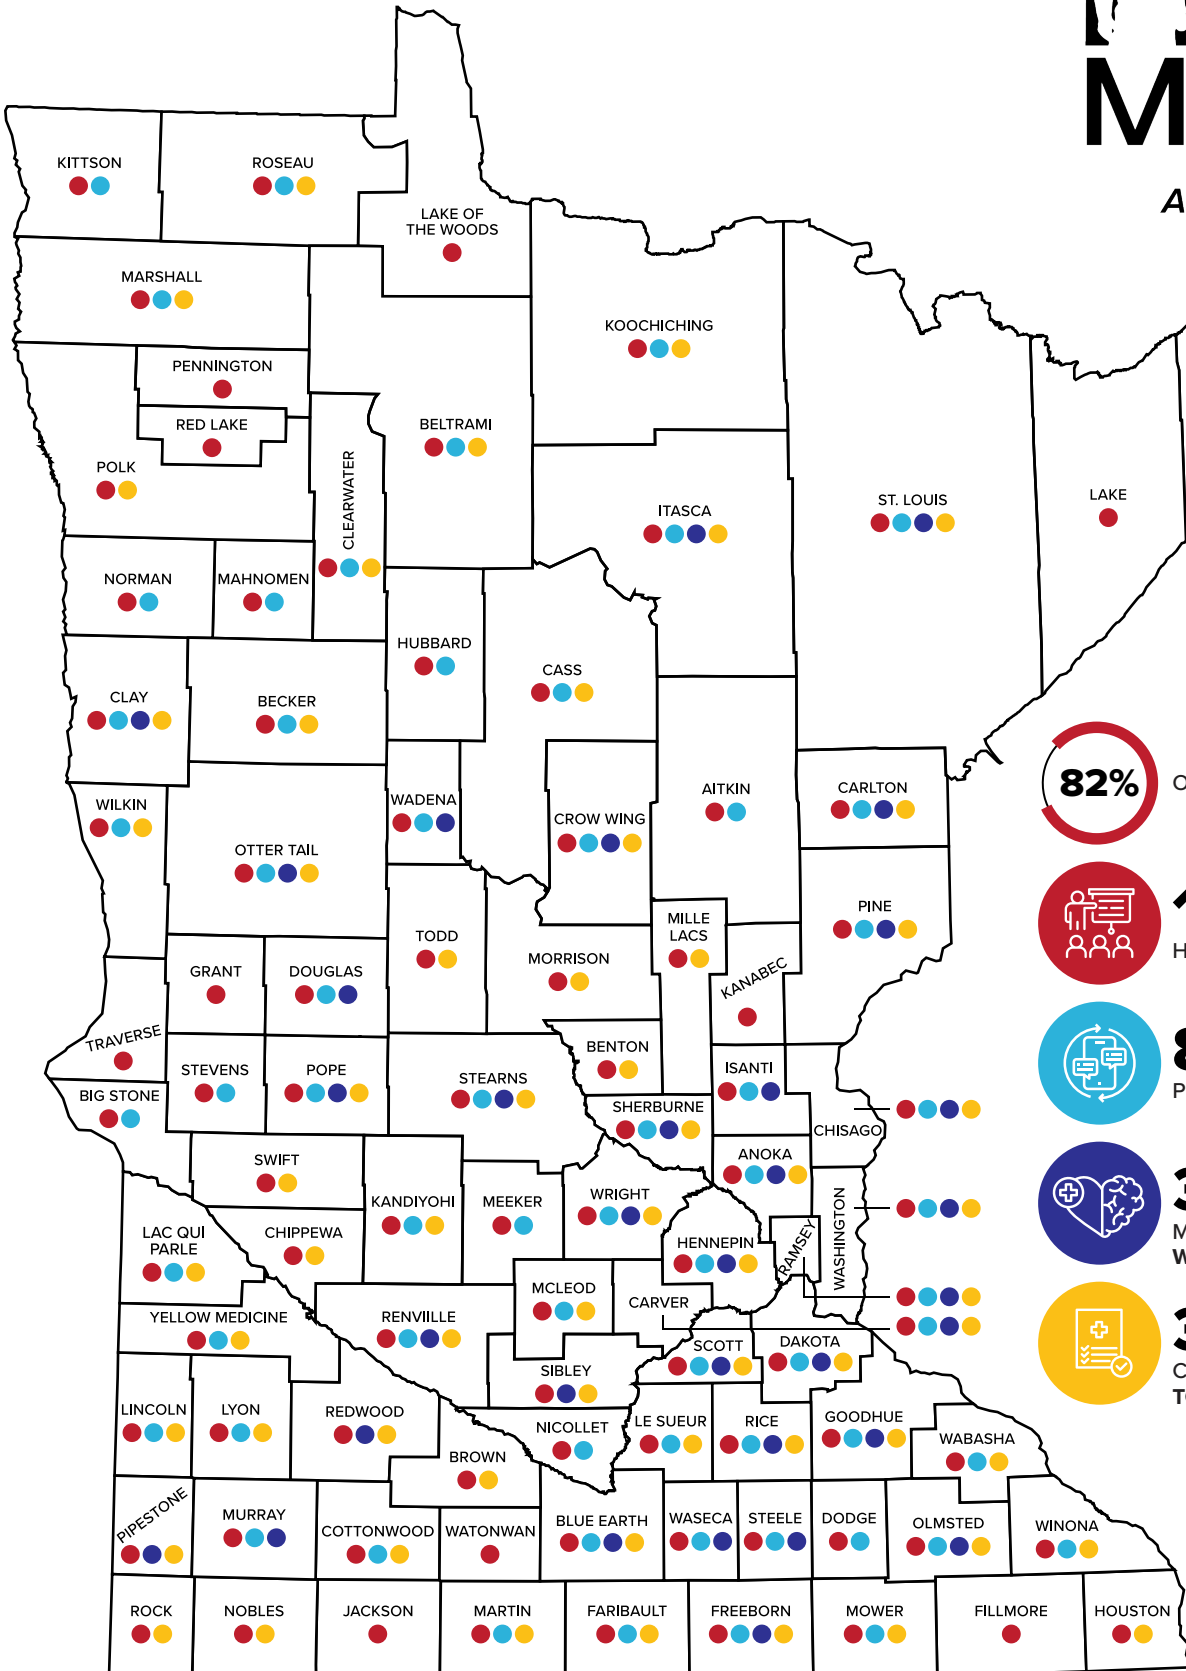 M
A
KITTSON
ROSEAU
LAKE OF
THE WOODS
MARSHALL
KOOCHICHING
PENNINGTON
RED LAKE
BELTRAMI
POLK
CLEARWATER
ITASCA
ST. LOUIS
LAKE
NORMAN
MAHNOMEN
HUBBARD
CASS
CLAY
BECKER
82%
O
WILKIN
WADENA
AITKIN
CARLTON
CROW WING
OTTER TAIL
PINE
MILLE
LACS
TODD
MORRISON
H
GRANT
DOUGLAS
KANABEC
TRAVERSE
BENTON
STEVENS
POPE
STEARNS
ISANTI
8
P
BIG STONE
SHERBURNE
CHISAGO
SWIFT
ANOKA
KANDIYOHI
MEEKER
WRIGHT
WASHINGTON
3
M
W
LAC QUI
PARLE
CHIPPEWA
HENNEPIN
RAMSEY
MCLEOD
CARVER
YELLOW MEDICINE
RENVILLE
SCOTT
DAKOTA
3
C
SIBLEY
LINCOLN
LYON
REDWOOD
NICOLLET
LE SUEUR
RICE
GOODHUE
WABASHA
BROWN
PIPESTONE
MURRAY
COTTONWOOD
WATONWAN
BLUE EARTH
WASECA
STEELE
DODGE
OLMSTED
WINONA
ROCK
NOBLES
JACKSON
MARTIN
FARIBAULT
FREEBORN
MOWER
FILLMORE
HOUSTON